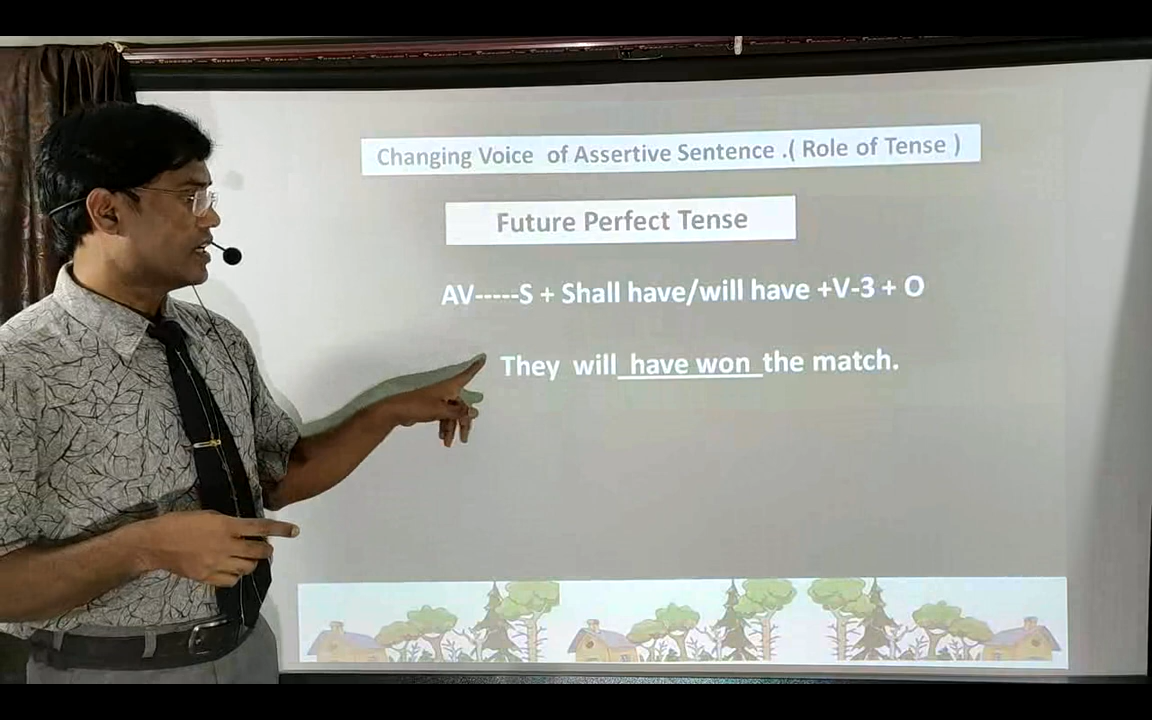 Changing Voice of Assertive Sentence .( Role of Tense )
Future Perfect Tense
AV-----S + Shall have/will have +V-3 + O
They will have won the match.